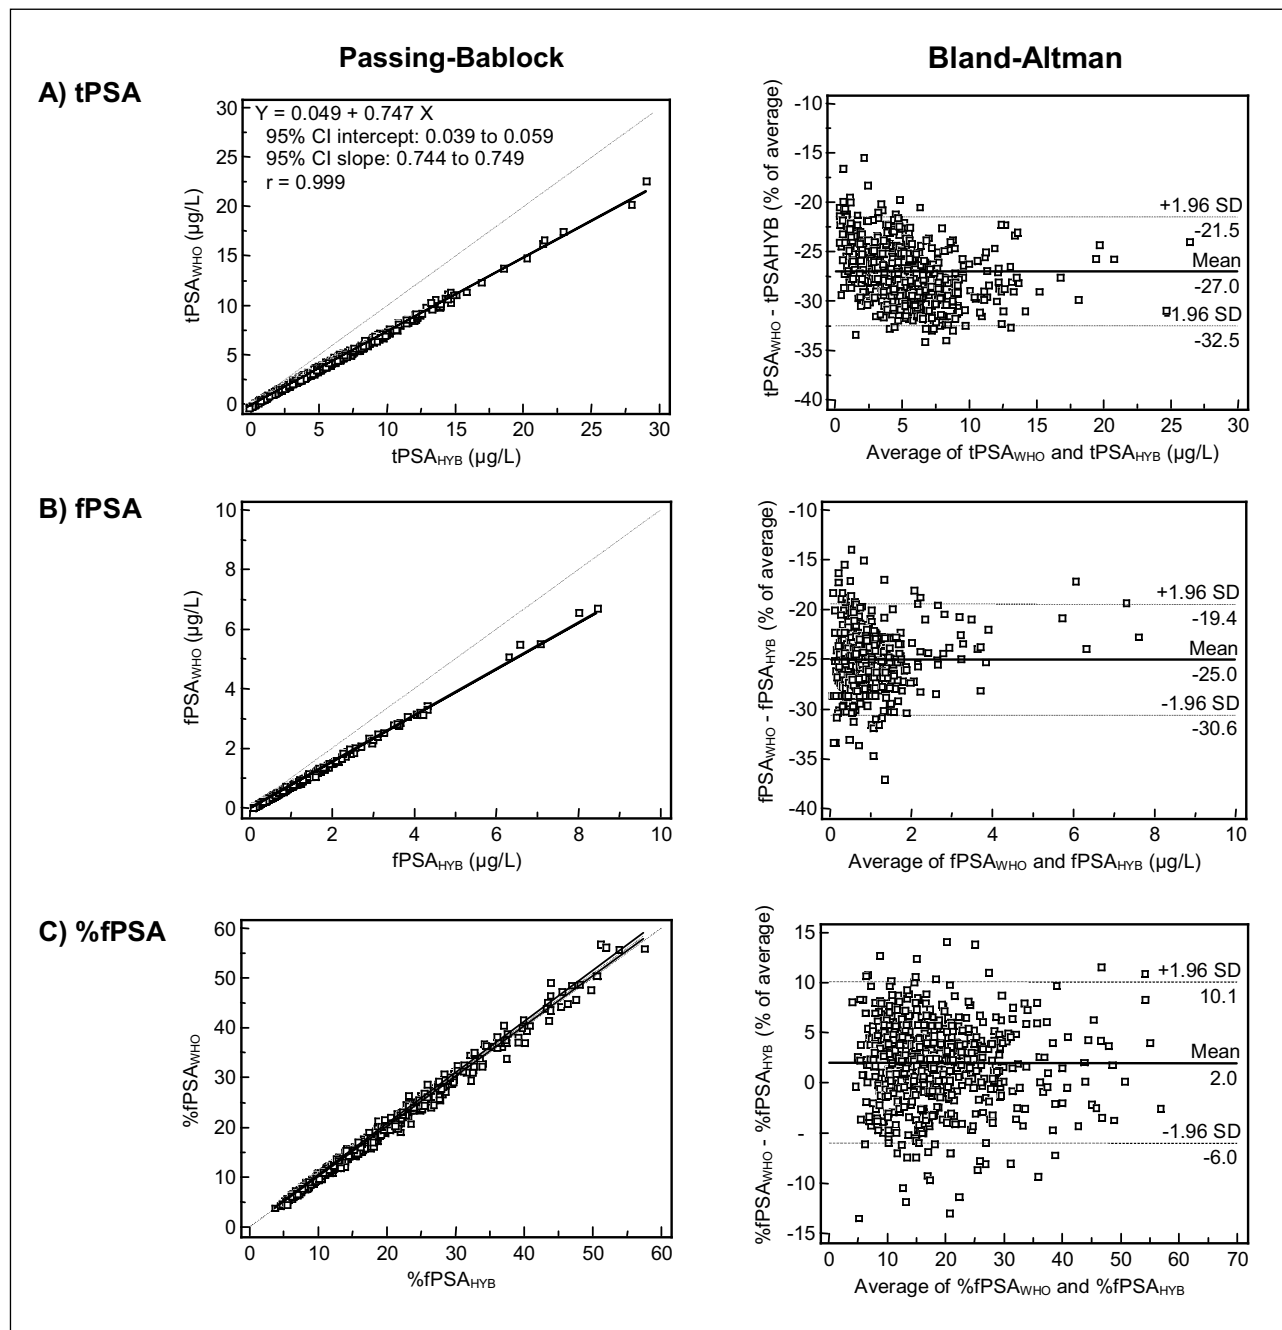 Passing-Bablock
Bland-Altman
A) tPSA
Y = 0.049 + 0.747 X
95% CI intercept: 0.039 to 0.059
95% CI slope: 0.744 to 0.749
r = 0.999
30
25
20
15
10
5
0
tPSAWHO (µg/L)
0 5 10 15 20 25 30
tPSAHYB (µg/L)
-10
-15
-20
-25
-30
-35
-40
tPSAWHO - tPSAHYB (% of average)
+1.96 SD
-21.5
Mean
-27.0
-1.96 SD
-32.5
0 5 10 15 20 25 30
Average of tPSAWHO and tPSAHYB (µg/L)
B) fPSA
10
8
6
4
2
0
fPSAWHO (µg/L)
0 2 4 6 8 10
fPSAHYB (µg/L)
-10
-15
-20
-25
-30
-35
-40
fPSAWHO - fPSAHYB (% of average)
+1.96 SD
-19.4
Mean
-25.0
-1.96 SD
-30.6
0 2 4 6 8 10
Average of fPSAWHO and fPSAHYB (µg/L)
C) %fPSA
60
50
40
30
20
10
0
%fPSAWHO
0 10 20 30 40 50 60
%fPSAHYB
15
10
5
0
-
-10
-15
%fPSAWHO - %fPSAHYB (% of average)
+1.96 SD
10.1
Mean
2.0
-1.96 SD
-6.0
0 10 20 30 40 50 60 70
Average of %fPSAWHO and %fPSAHYB